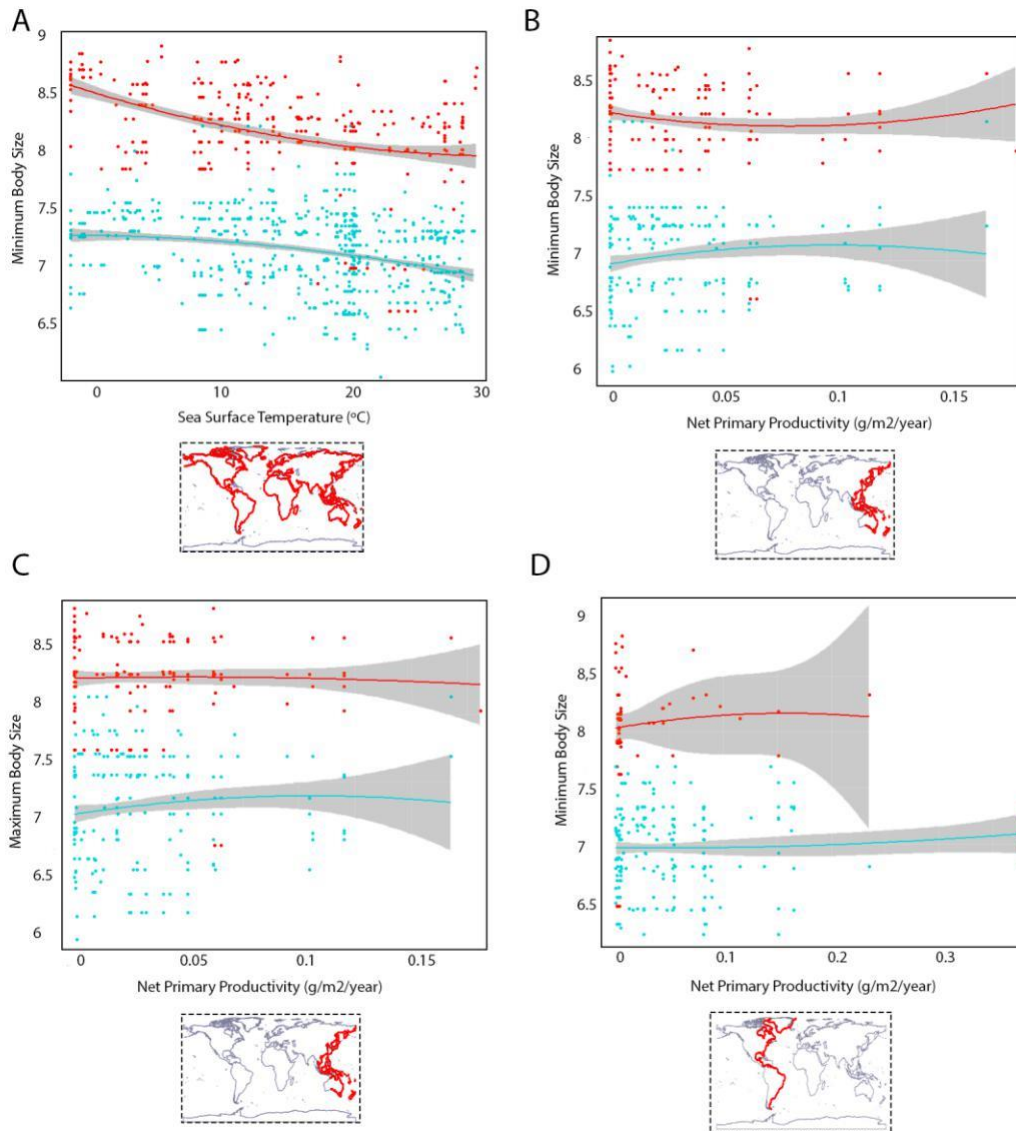 A
9
8.5
8
7.5
7
6.5
Minimum Body Size
0 10 20 30
Sea Surface Temperature (ºC)
B
8.5
8
7.5
7
6.5
6
Minimum Body Size
0 0.05 0.1 0.15
Net Primary Productivity (g/m2/year)
C
8.5
8
7.5
7
6.5
6
Maximum Body Size
0 0.05 0.15
Net Primary Productivity (g/m2/year)
D
9
8.5
8
7.5
7
6.5
Minimum Body Size
0 0.1 0.2 0.3
Net Primary Productivity (g/m2/year)